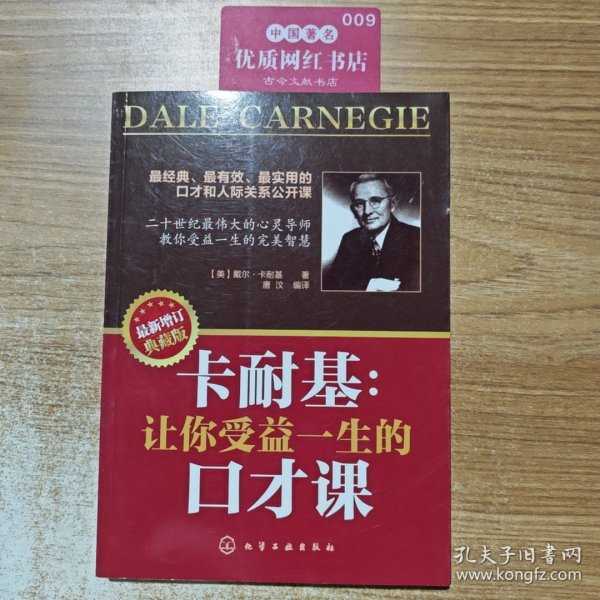 009
中国著名
优质网红书店
古今文献书店
DALE CARNEGIE
最经典、最有效、最实用的
口才和人际关系公开课
二十世纪最伟大的心灵导师
教你受益一生的完美智慧
【美】戴尔·卡耐基 著
唐汶 编译
最新增订
典藏版
卡耐基:
让你受益一生的
口才课
化学工业出版社
孔夫子旧书网
www.kongfz.com